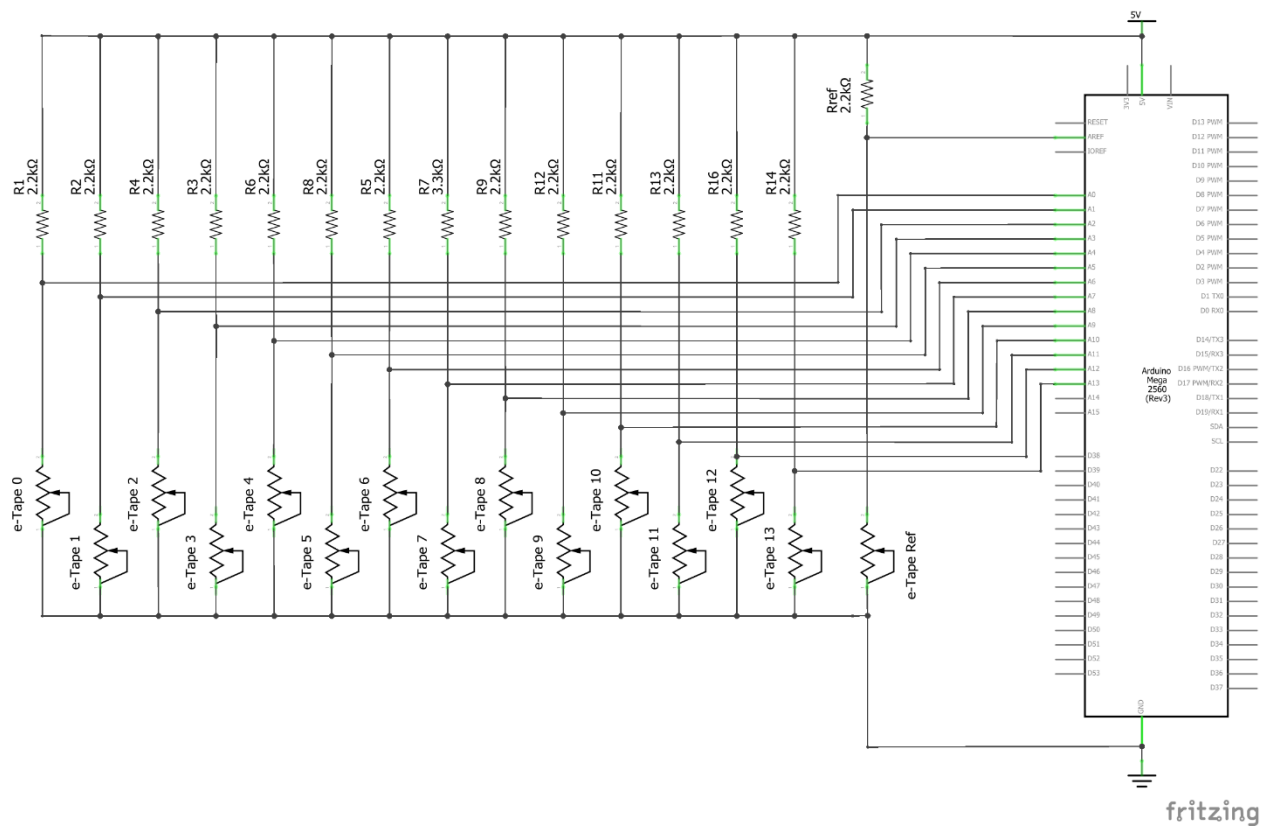 5V
Rref
2.2kΩ
R1
2.2kΩ
R2
2.2kΩ
R4
2.2kΩ
R3
2.2kΩ
R6
2.2kΩ
R8
2.2kΩ
R5
2.2kΩ
R7
3.3kΩ
R9
2.2kΩ
R12
2.2kΩ
R11
2.2kΩ
R13
2.2kΩ
R16
2.2kΩ
R14
2.2kΩ
e-Tape 0
e-Tape 1
e-Tape 2
e-Tape 3
e-Tape 4
e-Tape 5
e-Tape 6
e-Tape 7
e-Tape 8
e-Tape 9
e-Tape 10
e-Tape 11
e-Tape 12
e-Tape 13
e-Tape Ref
3V3
5V
VIN
RESET
AREF
IOREF
A0
A1
A2
A3
A4
A5
A6
A7
A8
A9
A10
A11
A12
A13
A14
A15
D38
D39
D40
D41
D42
D43
D44
D45
D46
D47
D48
D49
D50
D51
D52
D53
Arduino
Mega
2560
(Rev3)
D13 PWM
D12 PWM
D11 PWM
D10 PWM
D9 PWM
D8 PWM
D7 PWM
D6 PWM
D5 PWM
D4 PWM
D2 PWM
D3 PWM
D1 TX0
D0 RX0
D14/TX3
D15/RX3
D16 PWM/TX2
D17 PWM/RX2
D18/TX1
D19/RX1
SDA
SCL
D22
D23
D24
D25
D26
D27
D28
D29
D30
D31
D32
D33
D34
D35
D36
D37
GND
fritzing